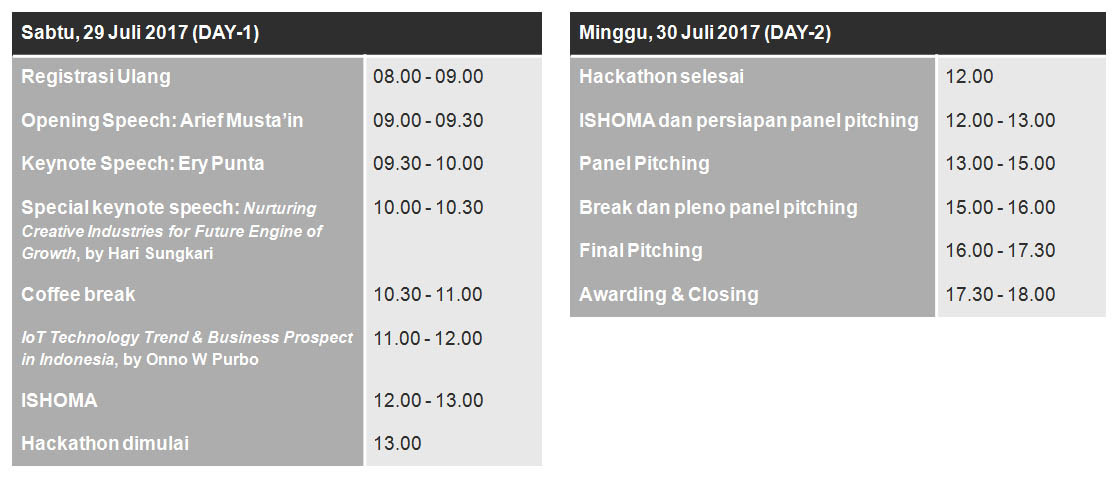 Sabtu, 29 Juli 2017 (DAY-1)
Registrasi Ulang 08.00 - 09.00
Opening Speech: Arief Musta’in 09.00 - 09.30
Keynote Speech: Ery Punta 09.30 - 10.00
Special keynote speech: Nurturing 10.00 - 10.30
Creative Industries for Future Engine of
Growth, by Hari Sungkari
Coffee break 10.30 - 11.00
IoT Technology Trend & Business Prospect 11.00 - 12.00
in Indonesia, by Onno W Purbo
ISHOMA 12.00 - 13.00
Hackathon dimulai 13.00
Minggu, 30 Juli 2017 (DAY-2)
Hackathon selesai 12.00
ISHOMA dan persiapan panel pitching 12.00 - 13.00
Panel Pitching 13.00 - 15.00
Break dan pleno panel pitching 15.00 - 16.00
Final Pitching 16.00 - 17.30
Awarding & Closing 17.30 - 18.00